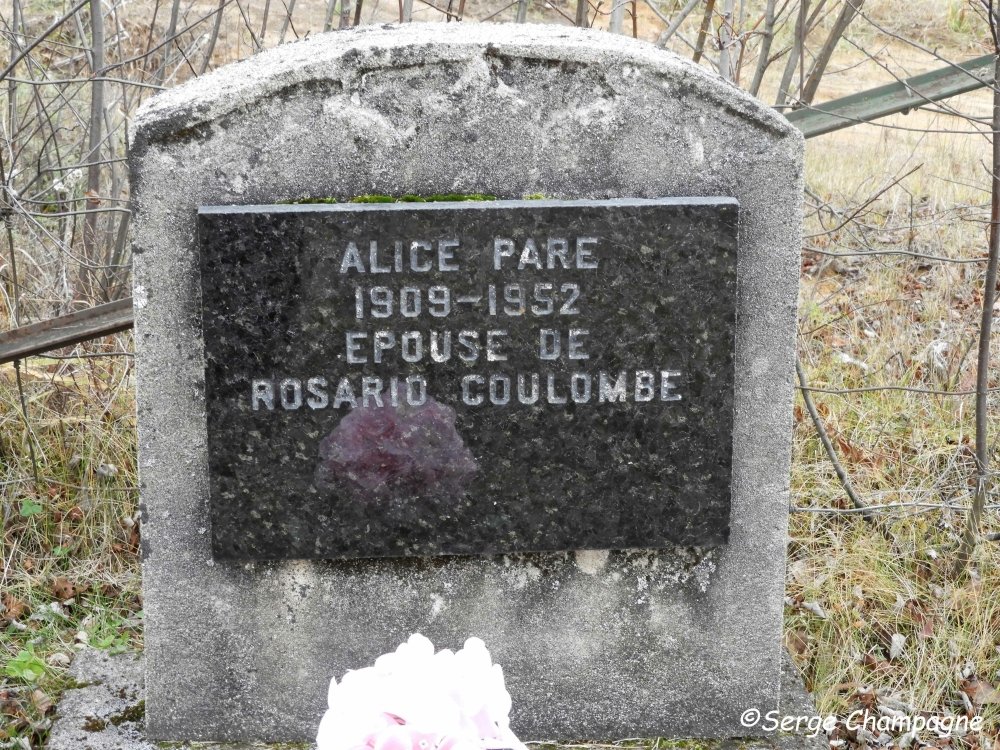 ALICE PARE
1909-1952
EPOUSE DE
ROSARIO COULOMBE
©Serge Champagne